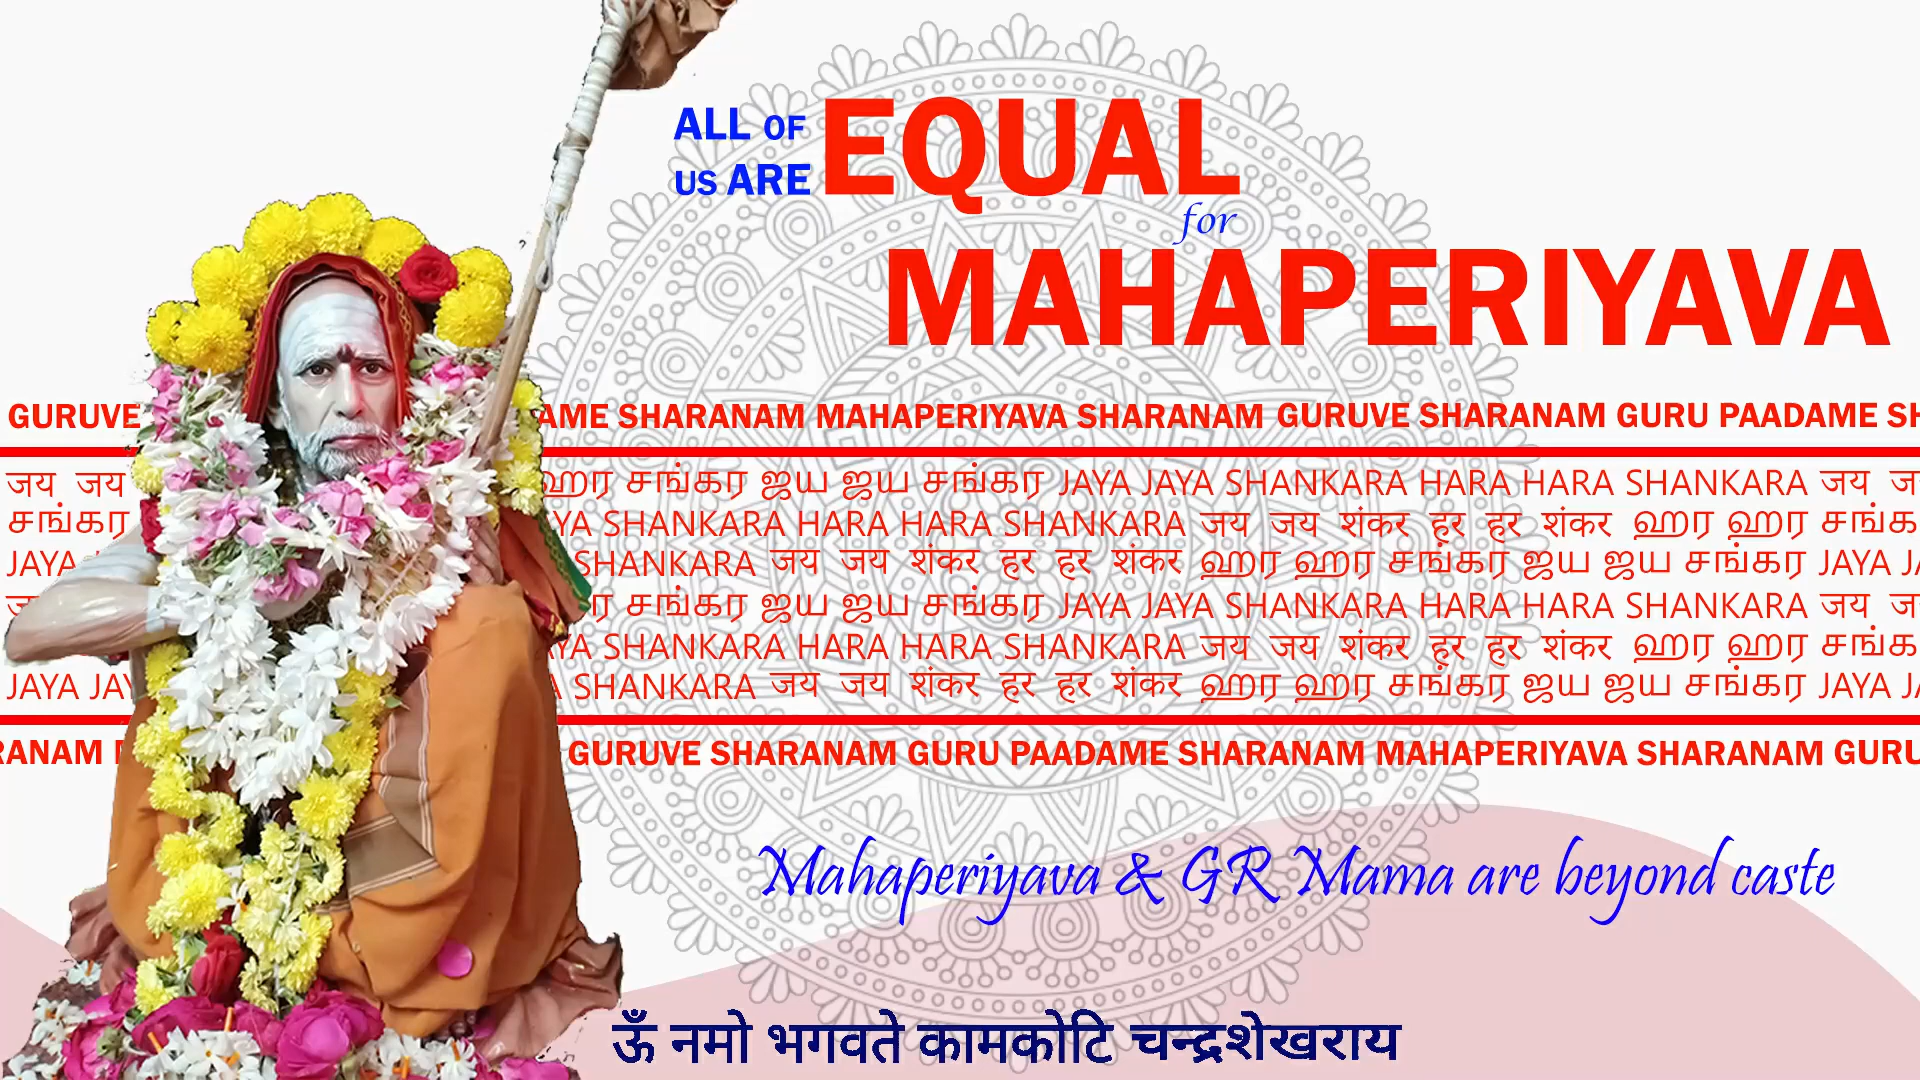 ALL OF
US ARE EQUAL
for
MAHAPERIYAVA
GURUVE AME SHARANAM MAHAPERIYAVA SHARANAM GURUVE SHARANAM GURU PAADAME SH
जय जय ஹர சங்கர ஜய ஜய சங்கர JAYA JAYA SHANKARA HARA HARA SHANKARA जय ज
சங்கர YA SHANKARA HARA HARA SHANKARA जय जय शंकर हर हर शंकर ஹர ஹர சங்க
JAYA SHANKARA जय जय शंकर हर हर शंकर ஹர ஹர சங்கர ஜய ஜய சங்கர JAYA JA
ர சங்கர ஜய ஜய சங்கர JAYA JAYA SHANKARA HARA HARA SHANKARA जय ज
YA SHANKARA HARA HARA SHANKARA जय जय शंकर हर हर शंकर ஹர ஹர சங்க
JAYA JAY A SHANKARA जय जय शंकर हर हर शंकर ஹர ஹர சங்கர ஜய ஜய சங்கர JAYA JA
RANAM GURUVE SHARANAM GURU PAADAME SHARANAM MAHAPERIYAVA SHARANAM GURU
Mahaperiyava & GR Mama are beyond caste
ॐ नमो भगवते कामकोटि चन्द्रशेखराय